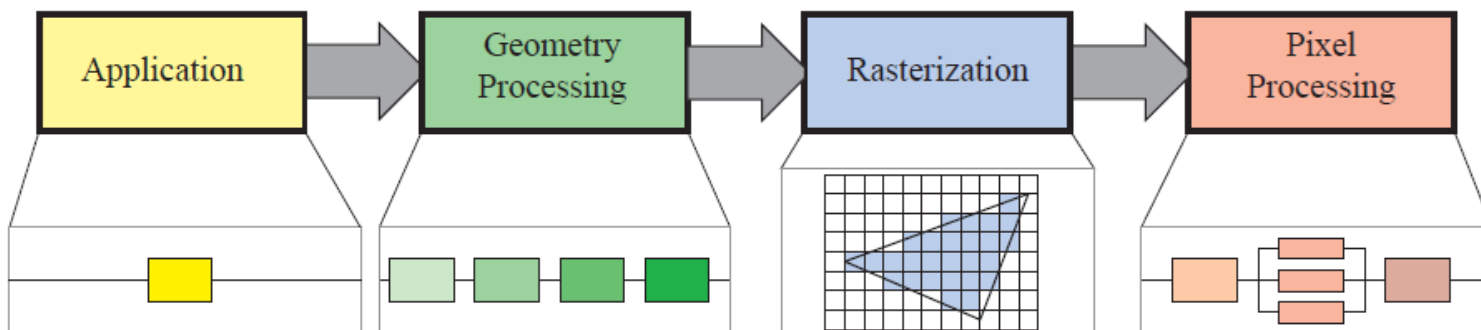 Application
Geometry
Processing
Rasterization
Pixel
Processing